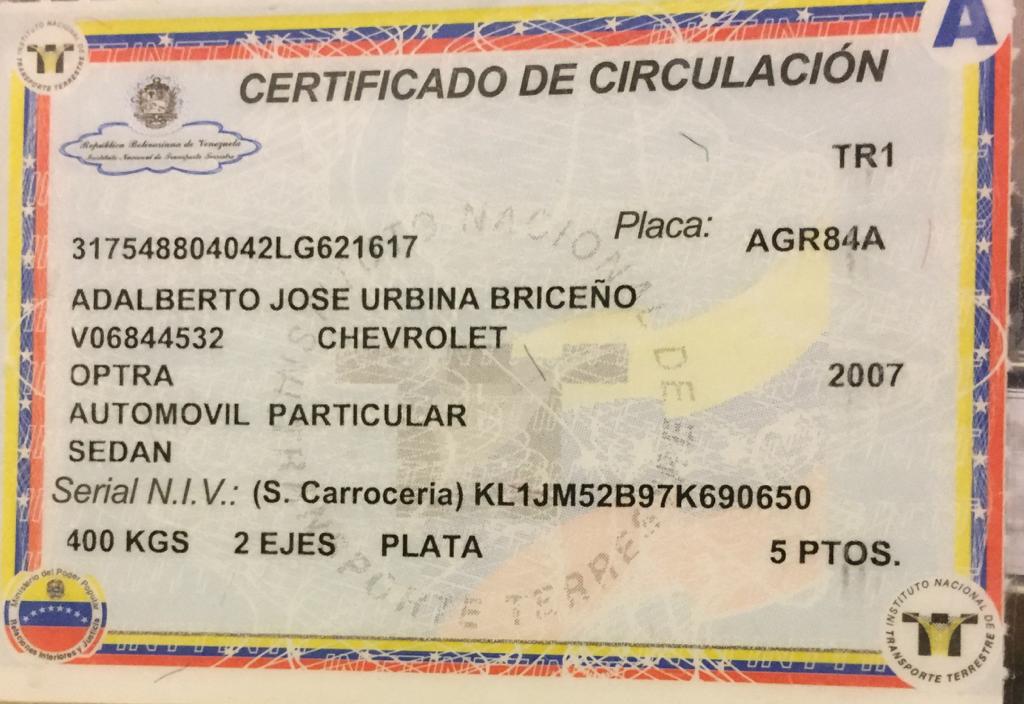 INSTITUTO NACIONAL DE TRANSPORTE TERRESTRE
A
CERTIFICADO DE CIRCULACIÓN
República Bolivariana de Venezuela
Instituto Nacional de Transporte Terrestre
TR1
317548804042LG621617 Placa: AGR84A
ADALBERTO JOSE URBINA BRICEÑO
V06844532 CHEVROLET
OPTRA 2007
AUTOMOVIL PARTICULAR
SEDAN
Serial N.I.V.: (S. Carroceria) KL1JM52B97K690650
400 KGS 2 EJES PLATA 5 PTOS.
Ministerio del Poder Popular
Relaciones Interiores y Justicia
INSTITUTO NACIONAL DE TRANSPORTE TERRESTRE